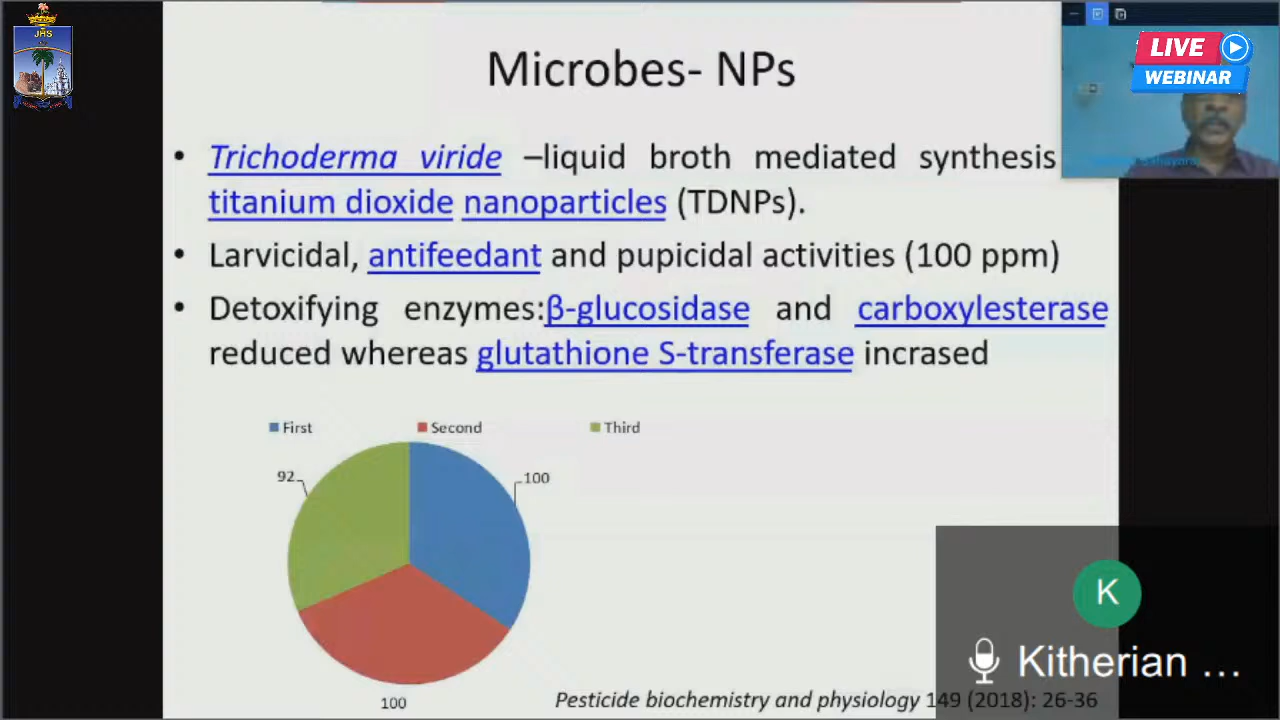 JHS
LIVE
WEBINAR
Microbes- NPs
• Trichoderma viride –liquid broth mediated synthesis
titanium dioxide nanoparticles (TDNPs).
• Larvicidal, antifeedant and pupicidal activities (100 ppm)
• Detoxifying enzymes:β-glucosidase and carboxylesterase
reduced whereas glutathione S-transferase incrased
First Second Third
92
100
100
K
Kitherian ...
Pesticide biochemistry and physiology 149 (2018): 26-36